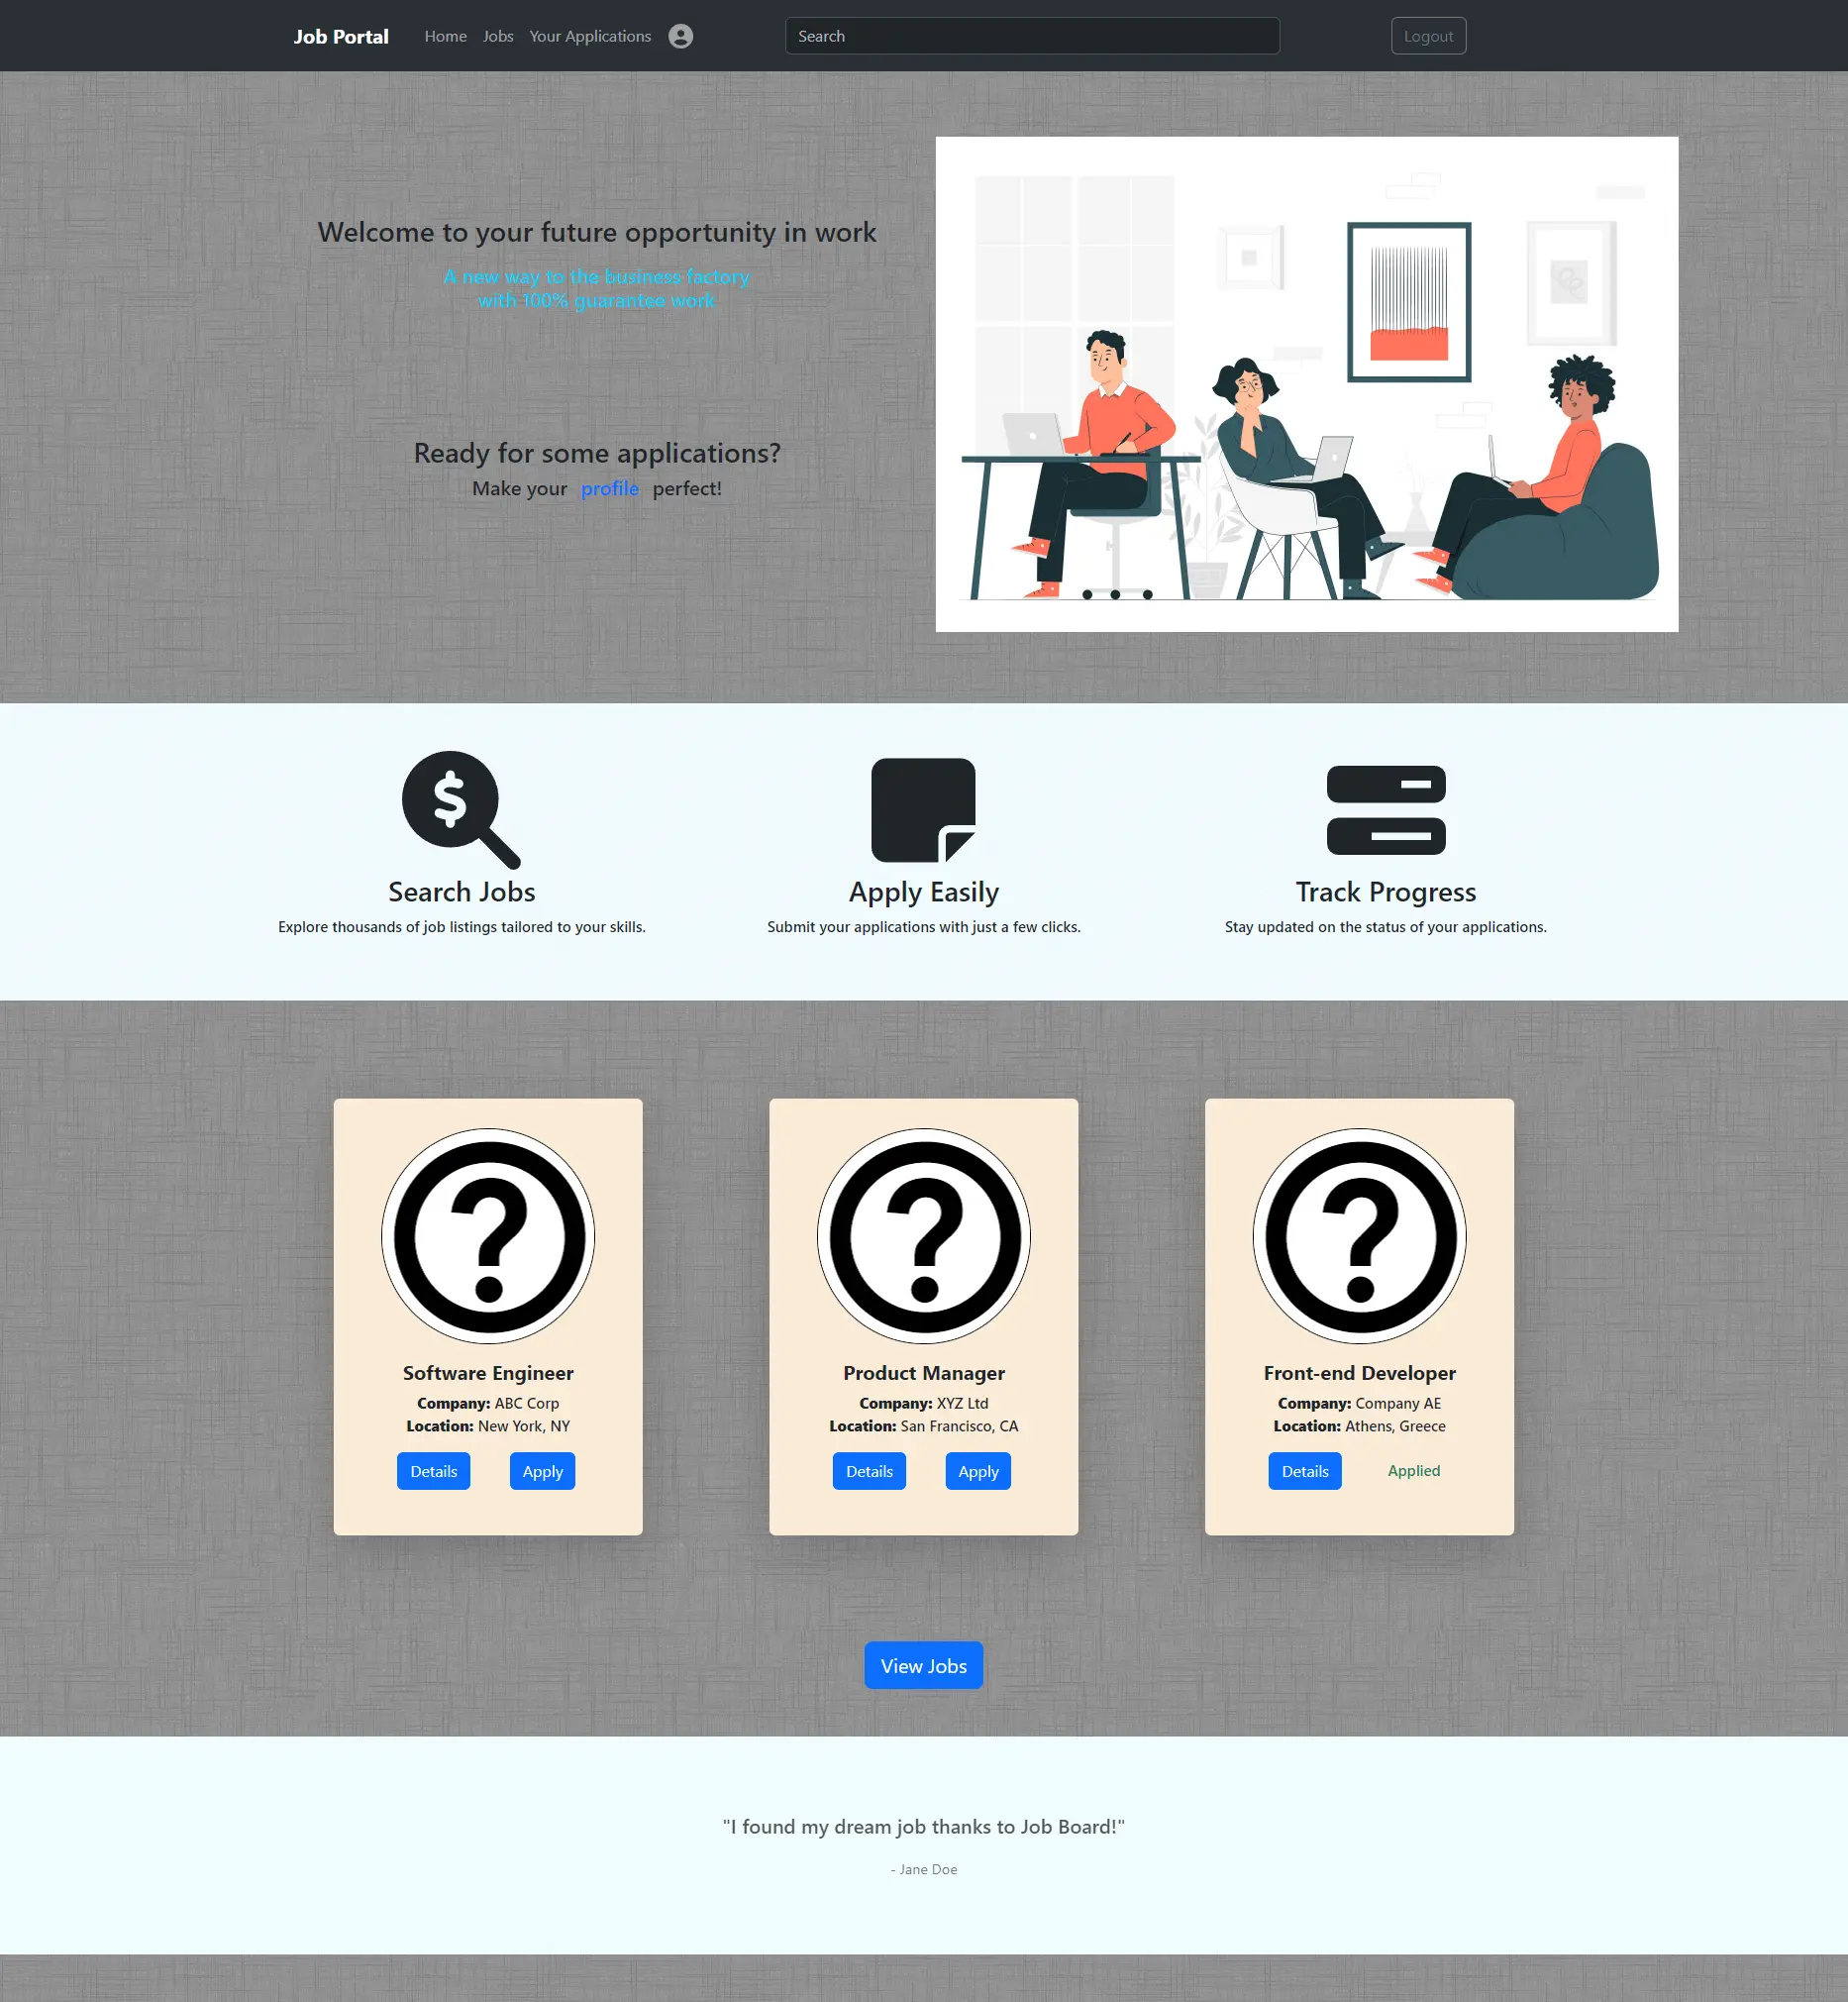 Job Portal Home Jobs Your Applications Search Logout
Welcome to your future opportunity in work
A new way to the business factory
with 100% guarantee work
Ready for some applications?
Make your profile perfect!
Search Jobs
Explore thousands of job listings tailored to your skills.
Apply Easily
Submit your applications with just a few clicks.
Track Progress
Stay updated on the status of your applications.
Software Engineer
Company: ABC Corp
Location: New York, NY
Details Apply
Product Manager
Company: XYZ Ltd
Location: San Francisco, CA
Details Apply
Front-end Developer
Company: Company AE
Location: Athens, Greece
Details Applied
View Jobs
"I found my dream job thanks to Job Board!"
- Jane Doe